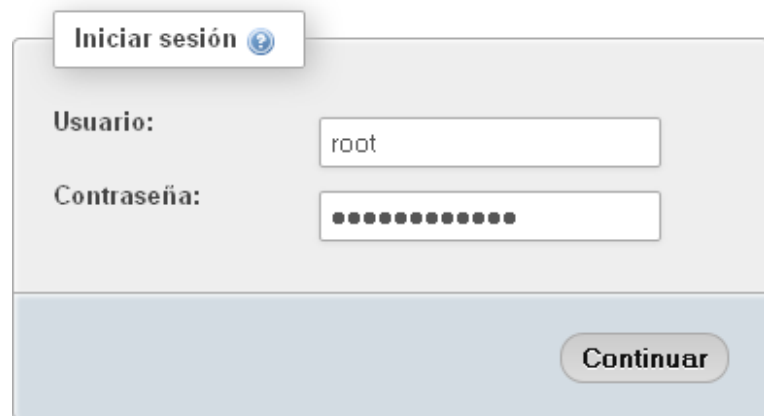 Iniciar sesión
Usuario:
root
Contraseña:
••••••••••••
Continuar